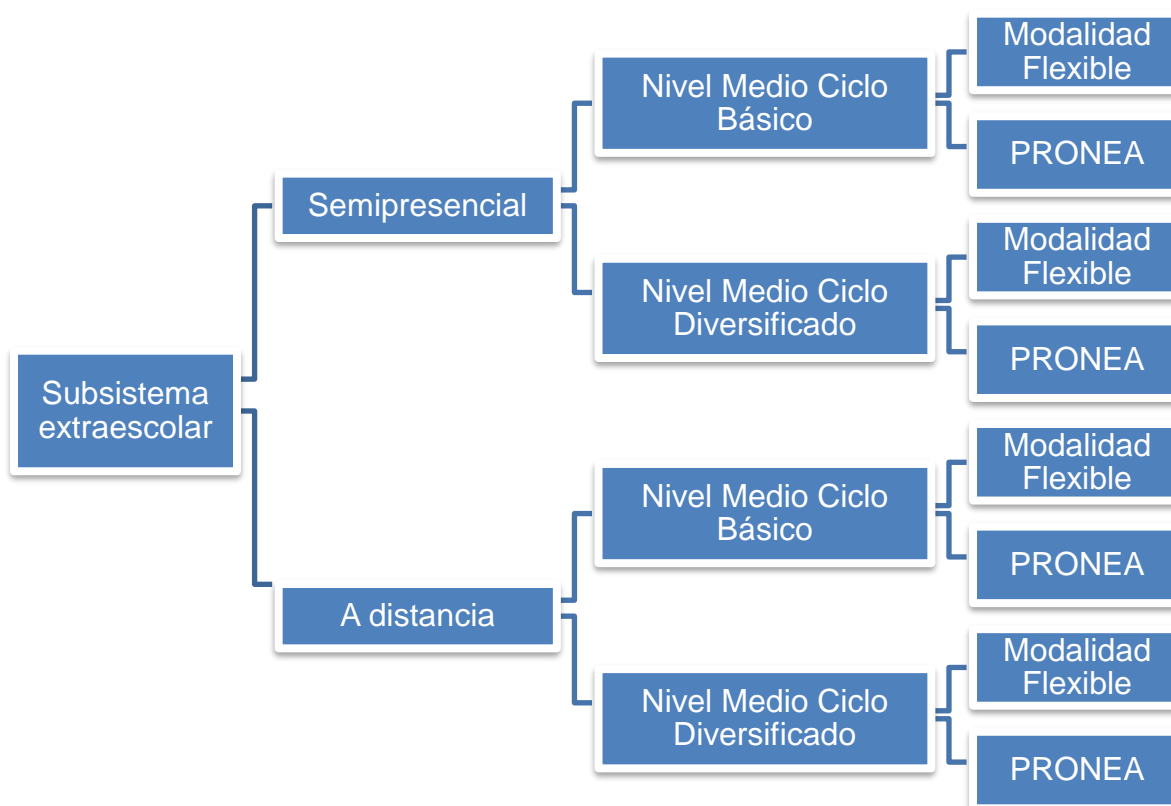 Subsistema
extraescolar
Semipresencial
Nivel Medio Ciclo
Básico
Modalidad
Flexible
PRONEA
Nivel Medio Ciclo
Diversificado
Modalidad
Flexible
PRONEA
A distancia
Nivel Medio Ciclo
Básico
Modalidad
Flexible
PRONEA
Nivel Medio Ciclo
Diversificado
Modalidad
Flexible
PRONEA